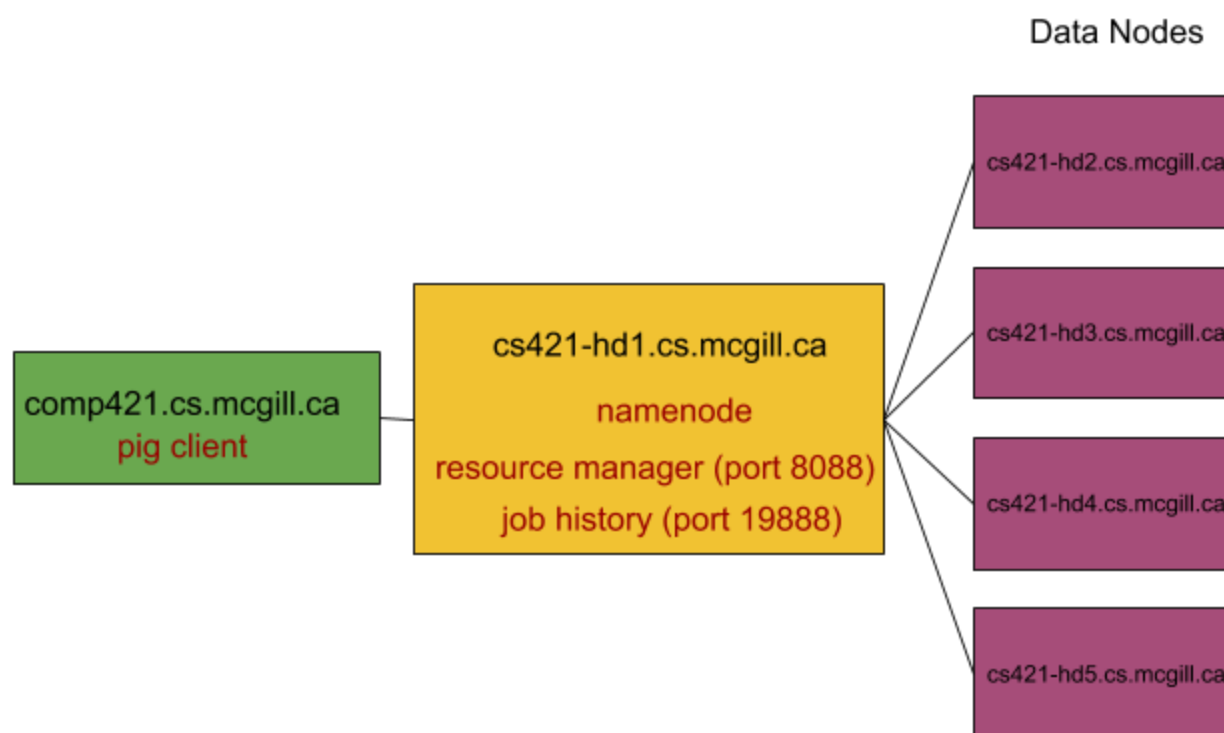 Data Nodes
cs421-hd2.cs.mcgill.ca
cs421-hd1.cs.mcgill.ca
cs421-hd3.cs.mcgill.ca
comp421.cs.mcgill.ca
namenode
pig client
resource manager (port 8088)
cs421-hd4.cs.mcgill.ca
job history (port 19888)
cs421-hd5.cs.mcgill.ca